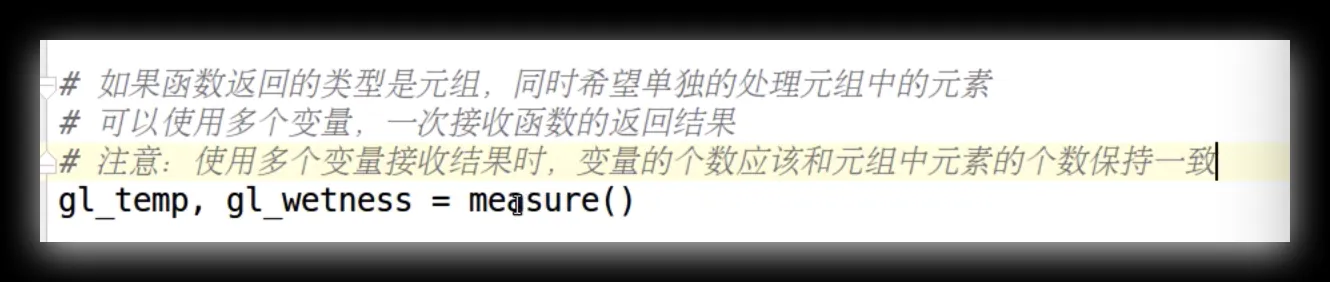 # 如果函数返回的类型是元组，同时希望单独的处理元组中的元素
# 可以使用多个变量，一次接收函数的返回结果
# 注意：使用多个变量接收结果时，变量的个数应该和元组中元素的个数保持一致
gl_temp, gl_wetness = measure()